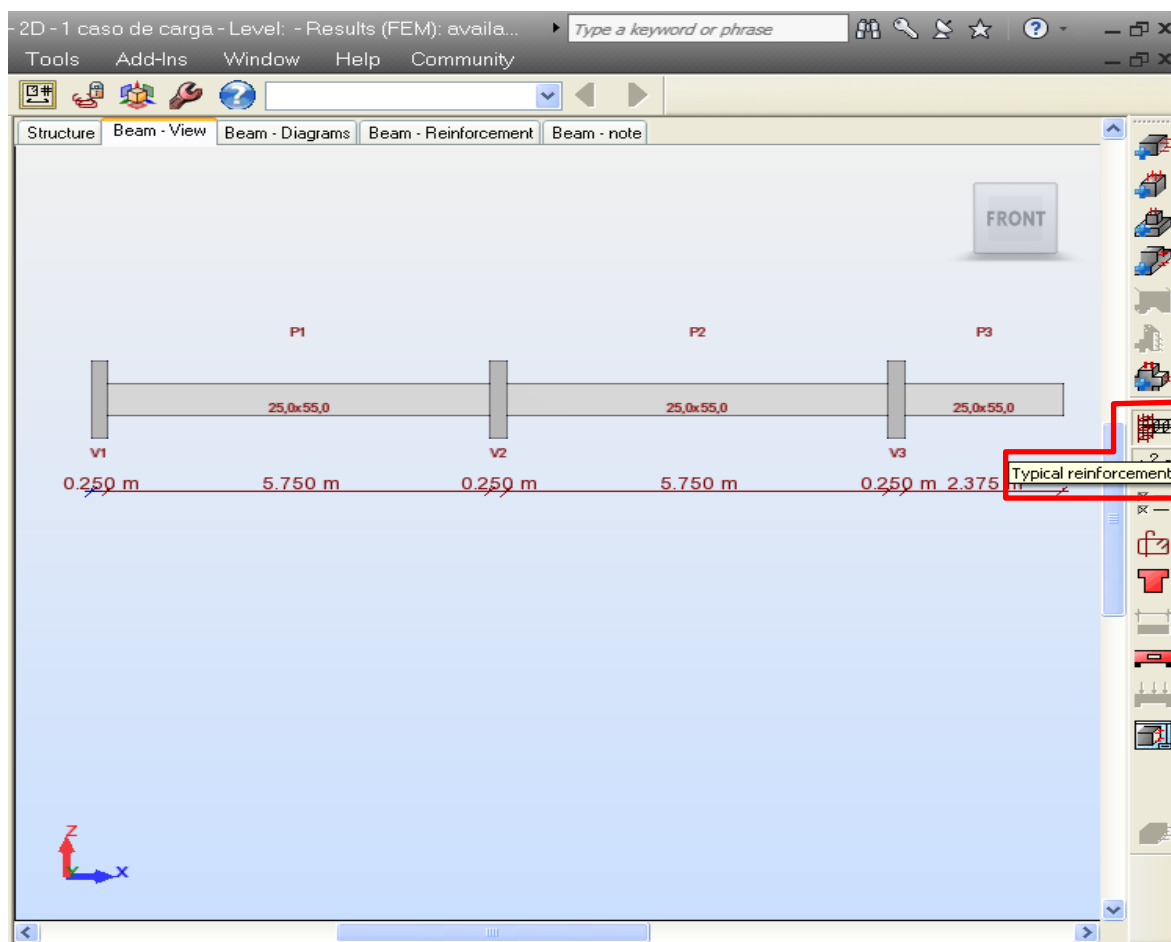 - 2D - 1 caso de carga - Level: - Results (FEM): availa... Type a keyword or phrase
Tools Add-Ins Window Help Community
Structure Beam - View Beam - Diagrams Beam - Reinforcement Beam - note
FRONT
P1 P2 P3
25,0x55,0 25,0x55,0 25,0x55,0
V1 V2 V3
0.250 m 5.750 m 0.250 m 5.750 m 0.250 m 2.375
Typical reinforcement
Z
Y X